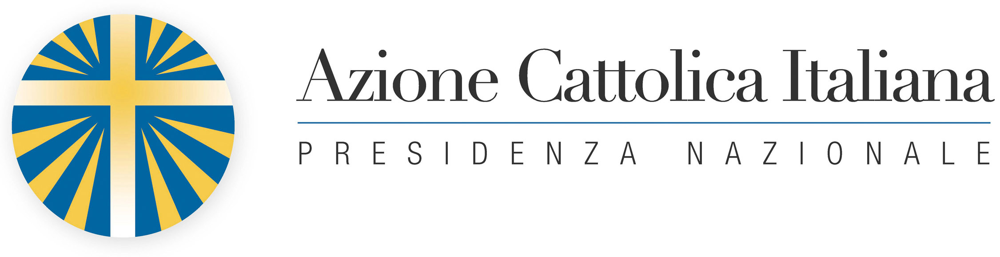 Azione Cattolica Italiana
PRESIDENZA NAZIONALE